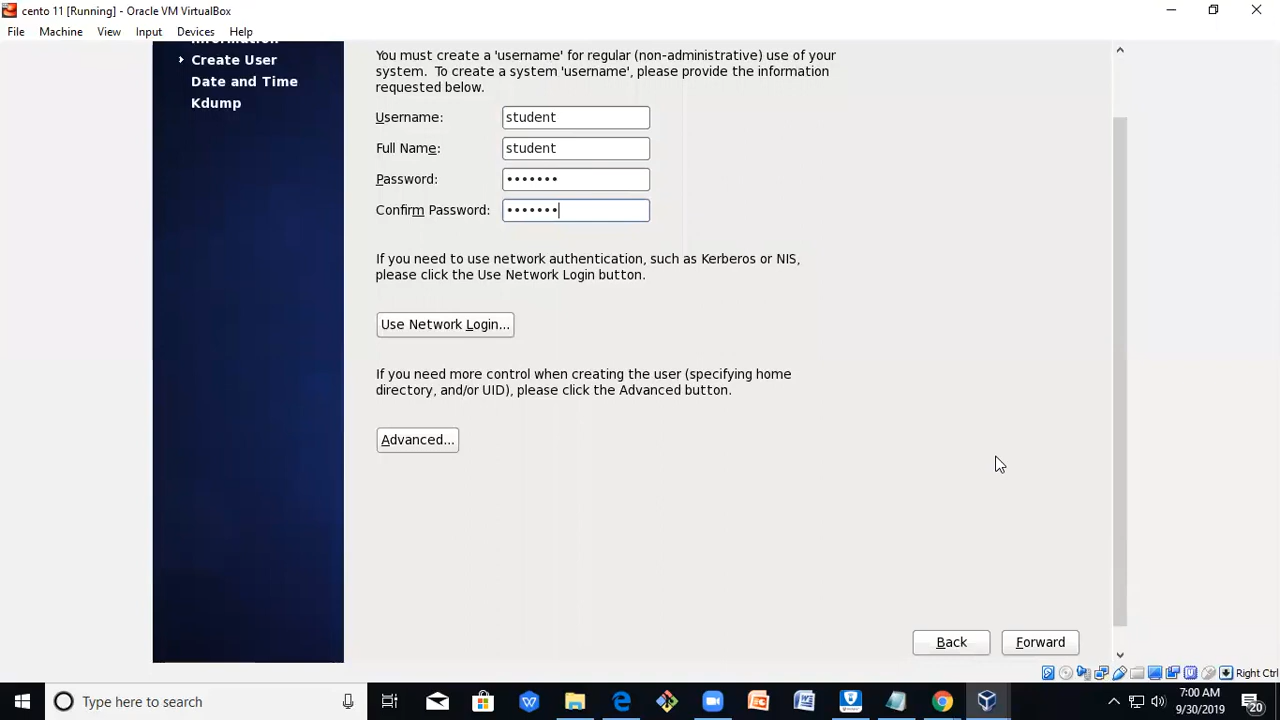 cento 11 [Running] - Oracle VM VirtualBox
File Machine View Input Devices Help
Information
Create User
Date and Time
Kdump
You must create a 'username' for regular (non-administrative) use of your
system. To create a system 'username', please provide the information
requested below.
Username: student
Full Name: student
Password: •••••••
Confirm Password: •••••••
If you need to use network authentication, such as Kerberos or NIS,
please click the Use Network Login button.
Use Network Login...
If you need more control when creating the user (specifying home
directory, and/or UID), please click the Advanced button.
Advanced...
Back Forward
Right Ctrl
Type here to search
7:00 AM
9/30/2019
20